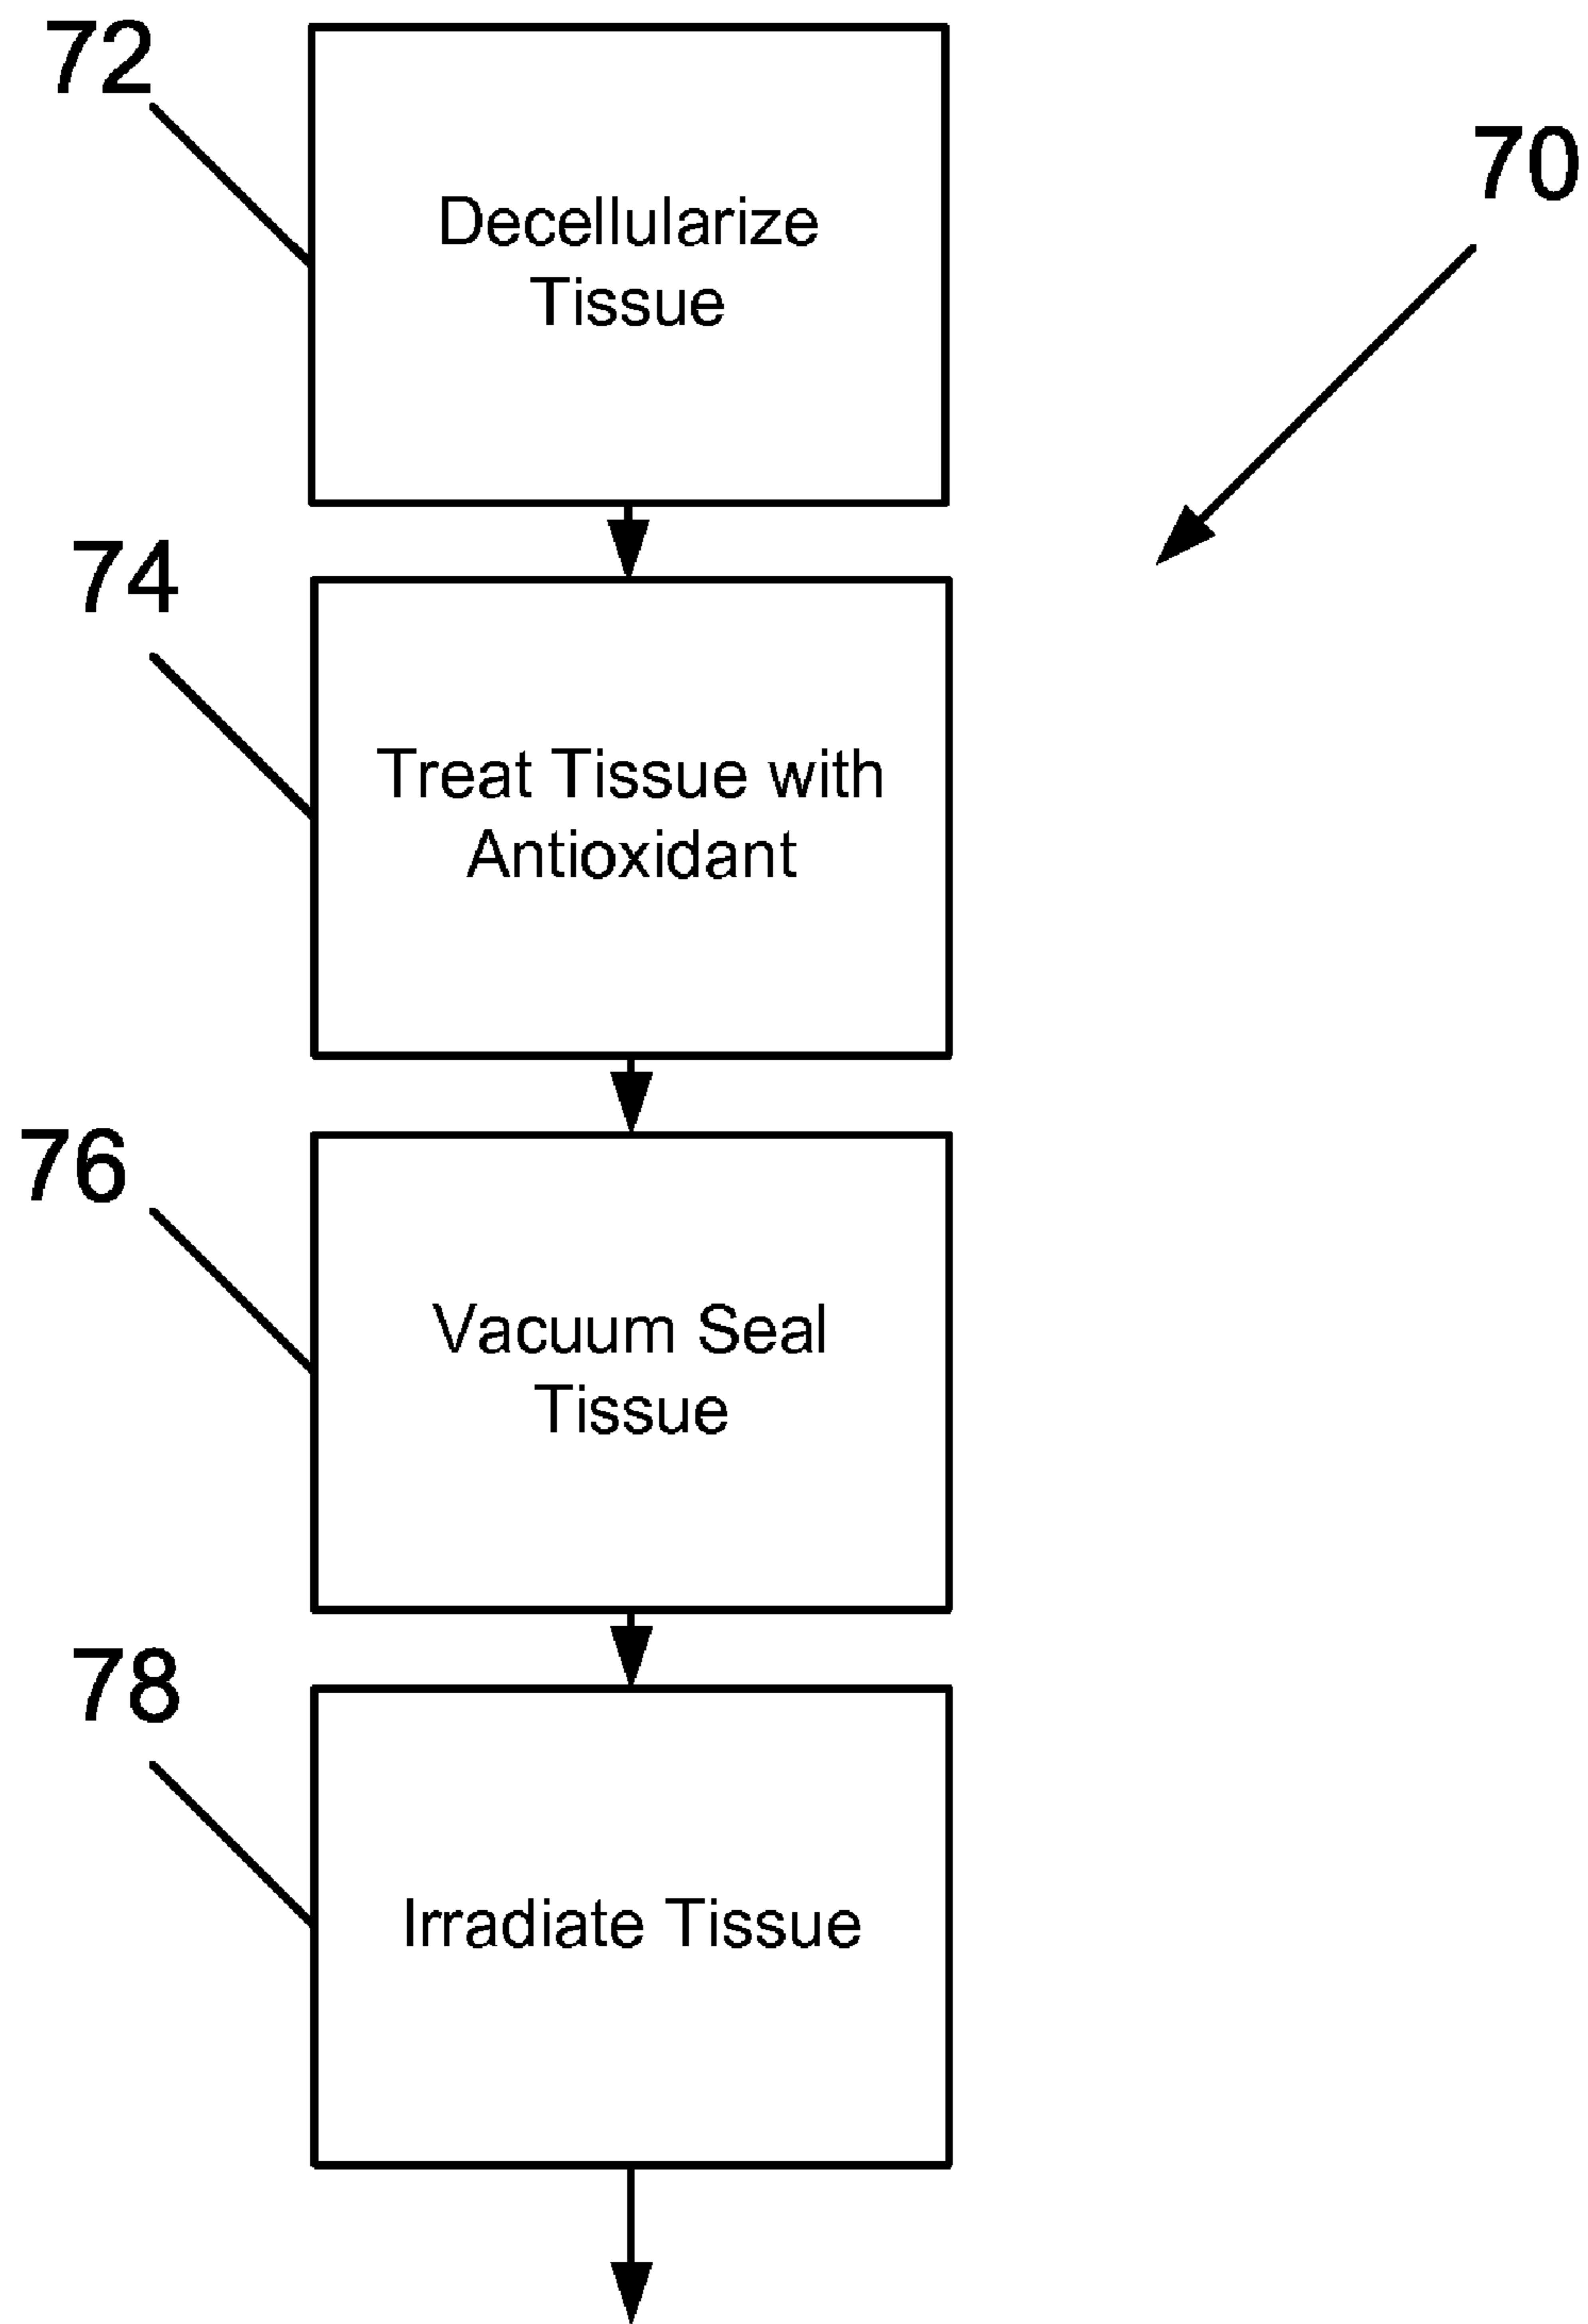 72
70
Decellularize
Tissue
74
Treat Tissue with
Antioxidant
76
Vacuum Seal
Tissue
78
Irradiate Tissue